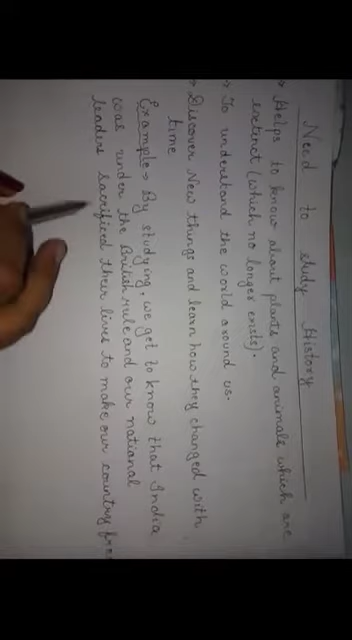 Need to study History
→ Helps to know about plants and animals which are
extinct (which no longer exists).
→ To understand the world around us.
→ Discover New things and learn how they changed with
time
Example → By studying, we get to know that India
was under the British rule and our national
leaders sacrificed their lives to make our country free